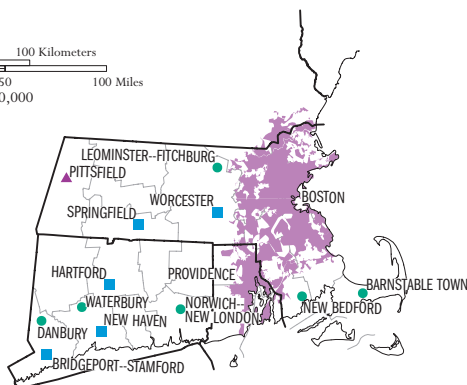 100 Kilometers
50
100 Miles
0,000
LEOMINSTER--FITCHBURG
PITTSFIELD
WORCESTER
BOSTON
SPRINGFIELD
HARTFORD
PROVIDENCE
BARNSTABLE TOWN
WATERBURY
NORWICH--
NEW LONDON
NEW BEDFORD
DANBURY
NEW HAVEN
BRIDGEPORT--STAMFORD